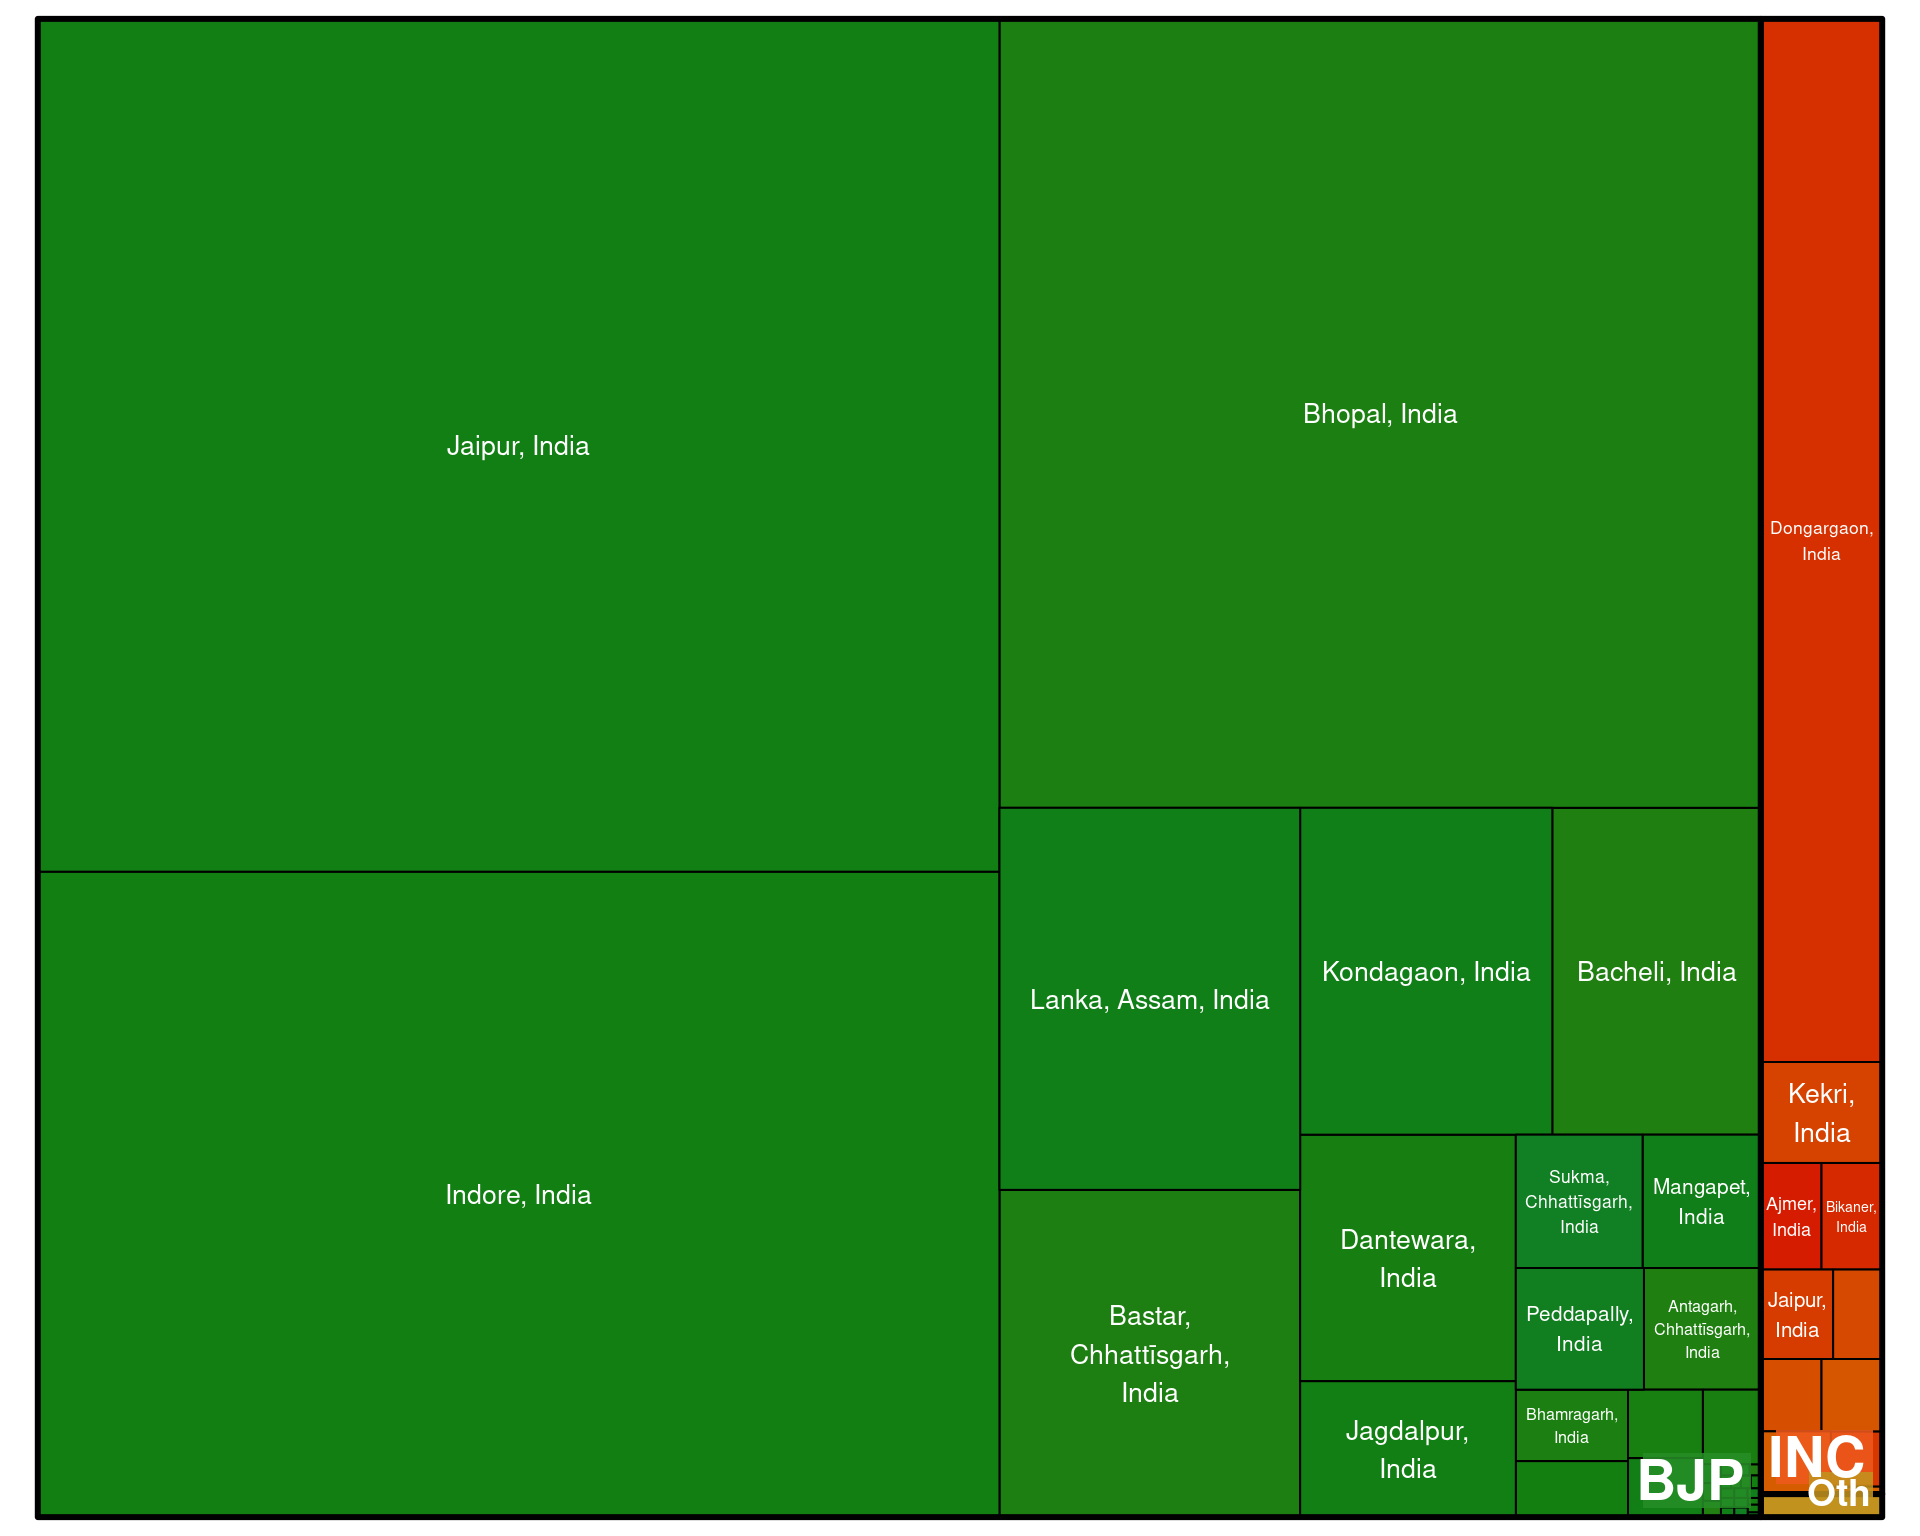 Jaipur, India
Bhopal, India
Dongargaon,
India
Indore, India
Lanka, Assam, India
Kondagaon, India
Bacheli, India
Kekri,
India
Bastar,
Chhattīsgarh,
India
Dantewara,
India
Sukma,
Chhattīsgarh,
India
Mangapet,
India
Ajmer,
India
Bikaner,
India
Peddapally,
India
Antagarh,
Chhattīsgarh,
India
Jaipur,
India
Jagdalpur,
India
Bhamragarh,
India
BJP
INC
Oth